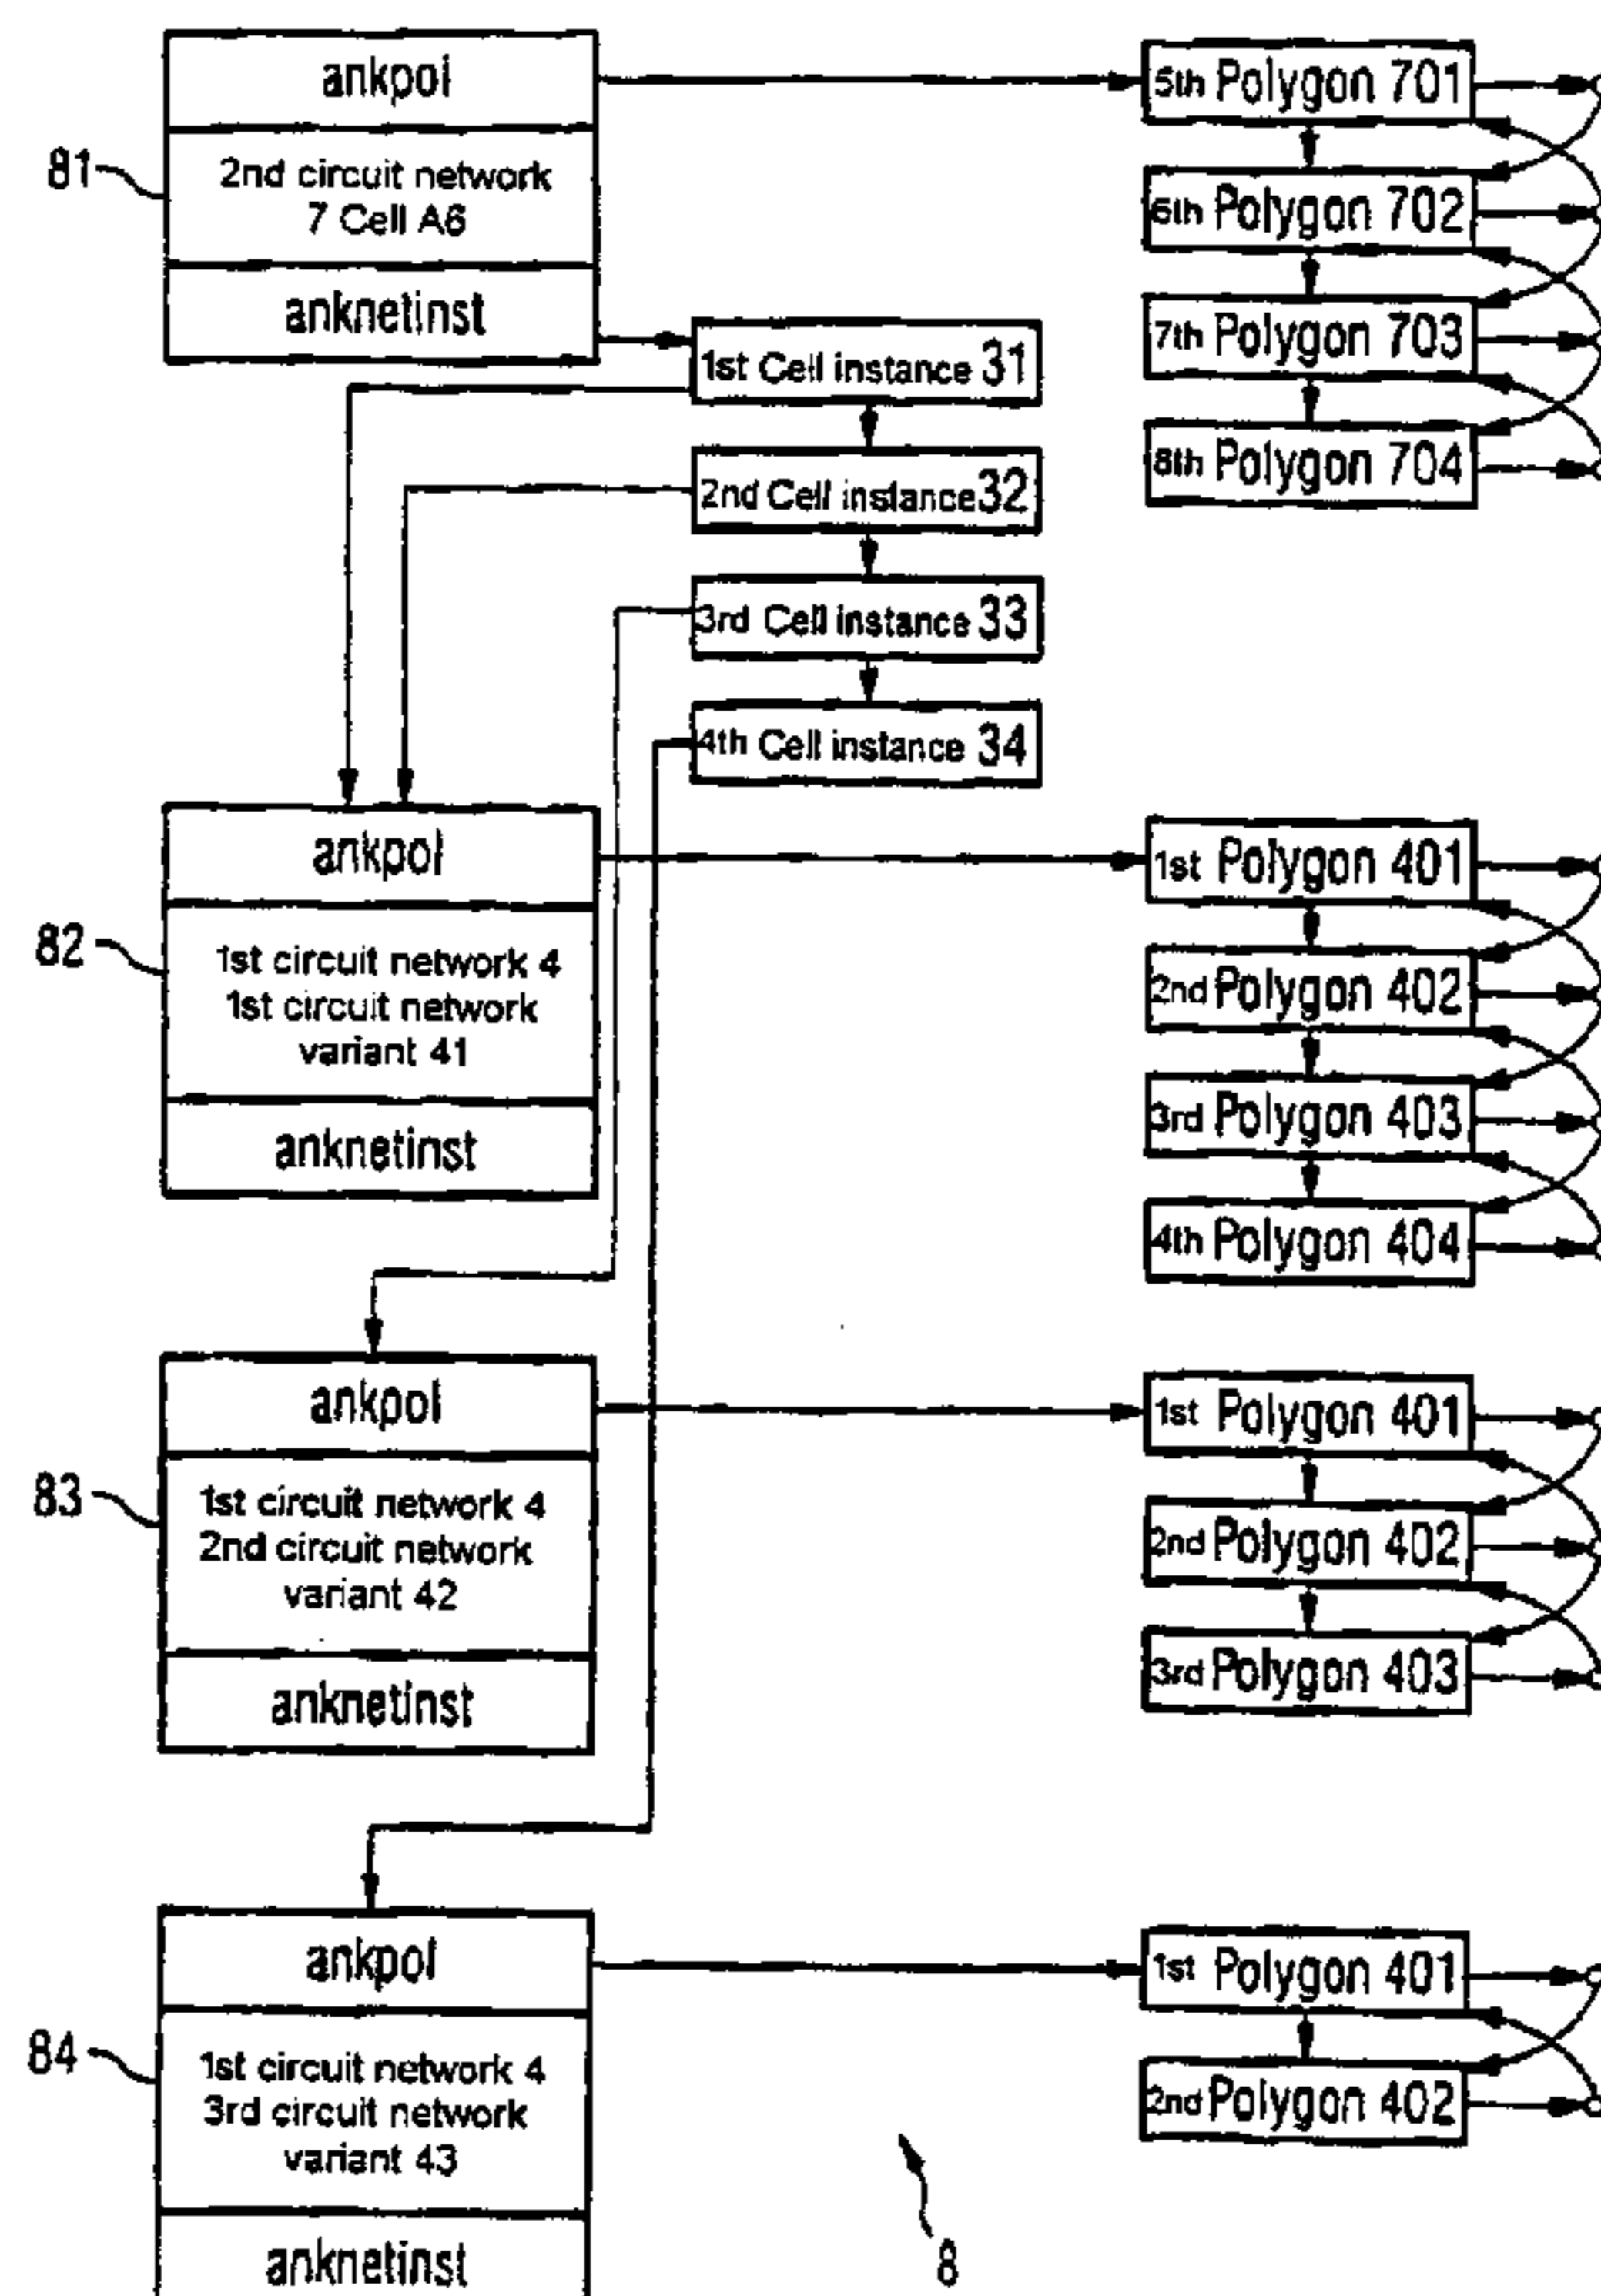 ankpol
5th Polygon 701
81
2nd circuit network
7 Cell A6
6th Polygon 702
anknetinst
7th Polygon 703
1st Cell instance 31
8th Polygon 704
2nd Cell instance 32
3rd Cell instance 33
4th Cell instance 34
ankpol
1st Polygon 401
82
1st circuit network 4
1st circuit network
variant 41
2nd Polygon 402
3rd Polygon 403
anknetinst
4th Polygon 404
ankpol
1st Polygon 401
83
1st circuit network 4
2nd circuit network
variant 42
2nd Polygon 402
anknetinst
3rd Polygon 403
ankpol
1st Polygon 401
84
1st circuit network 4
3rd circuit network
variant 43
2nd Polygon 402
anknetinst
8